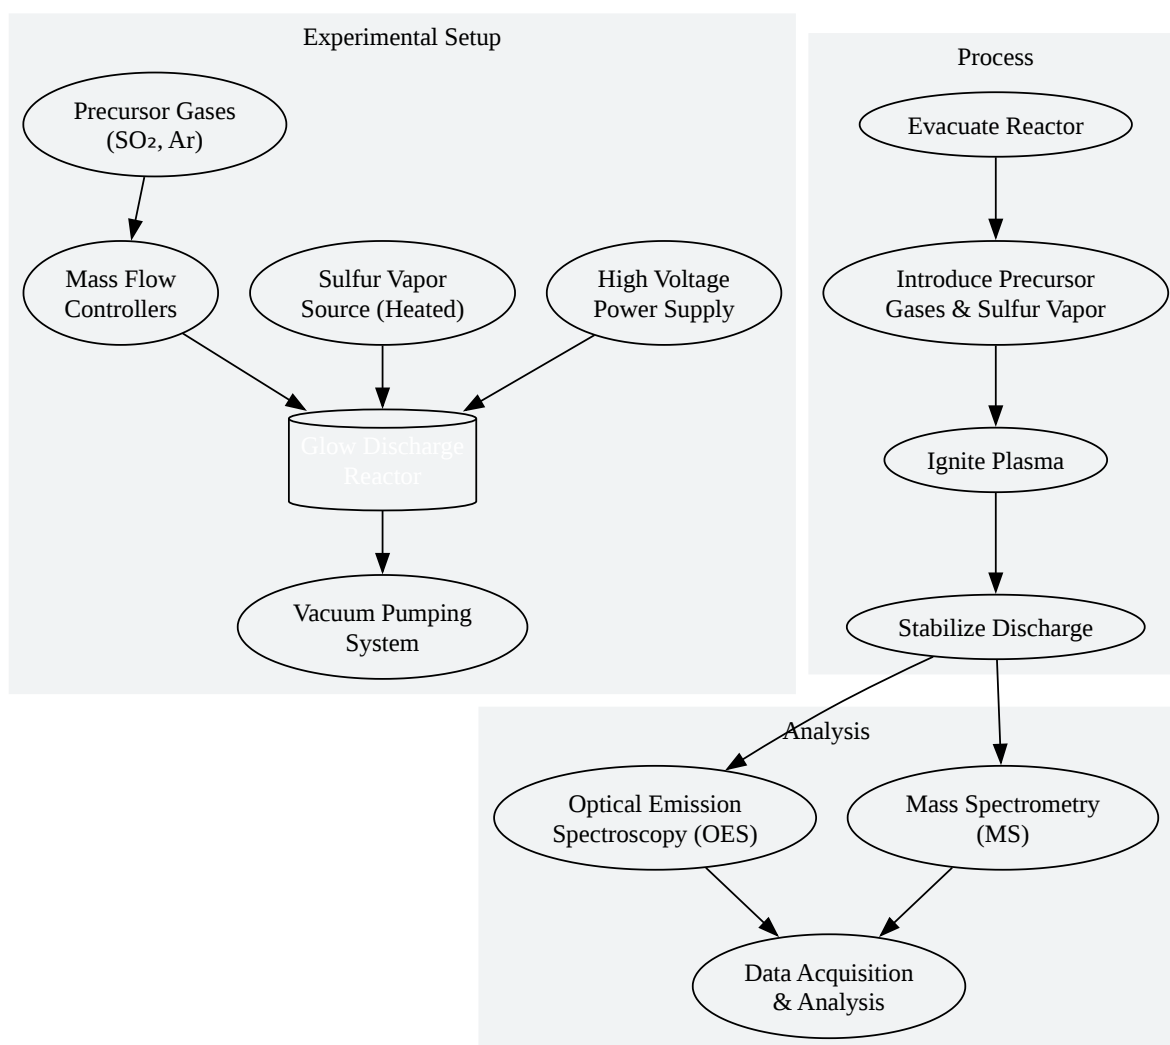 Experimental Setup
Precursor Gases
(SO₂, Ar)
Mass Flow
Controllers
Sulfur Vapor
Source (Heated)
High Voltage
Power Supply
Glow Discharge
Reactor
Vacuum Pumping
System
Process
Evacuate Reactor
Introduce Precursor
Gases & Sulfur Vapor
Ignite Plasma
Stabilize Discharge
Analysis
Optical Emission
Spectroscopy (OES)
Mass Spectrometry
(MS)
Data Acquisition
& Analysis